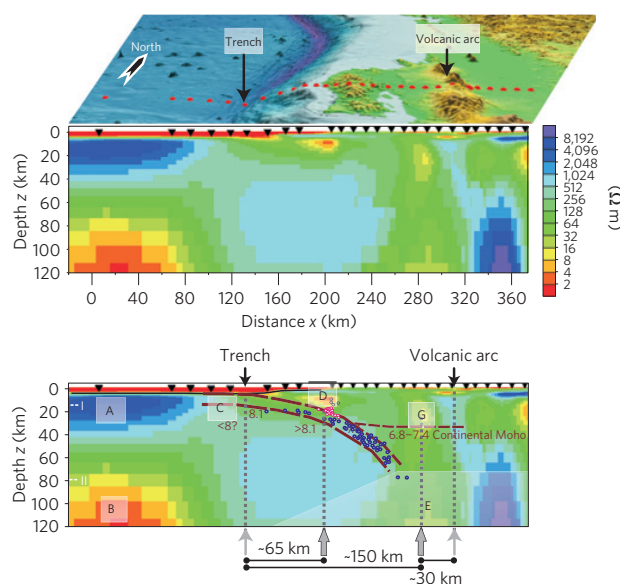 North
Trench
Volcanic arc
0
20
40
60
80
100
120
Depth z (km)
0 40 80 120 160 200 240 280 320 360
Distance x (km)
8,192
4,096
2,048
1,024
512
256
128
64
32
16
8
4
2
(Ω m)
Trench
Volcanic arc
0
20
40
60
80
100
120
Depth z (km)
I
II
A
B
C
D
E
G
<8?
8.1
>8.1
6.8–7.4 Continental Moho
~65 km
~150 km
~30 km